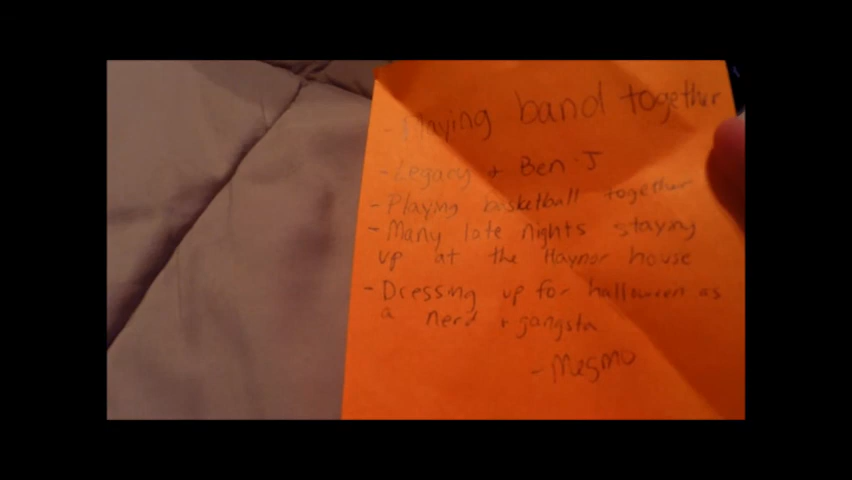 - Playing band together
- Legacy + Ben J
- Playing basketball together
- Many late nights staying
up at the Haynor house
- Dressing up for halloween as
a nerd + gangsta
- Mesmo